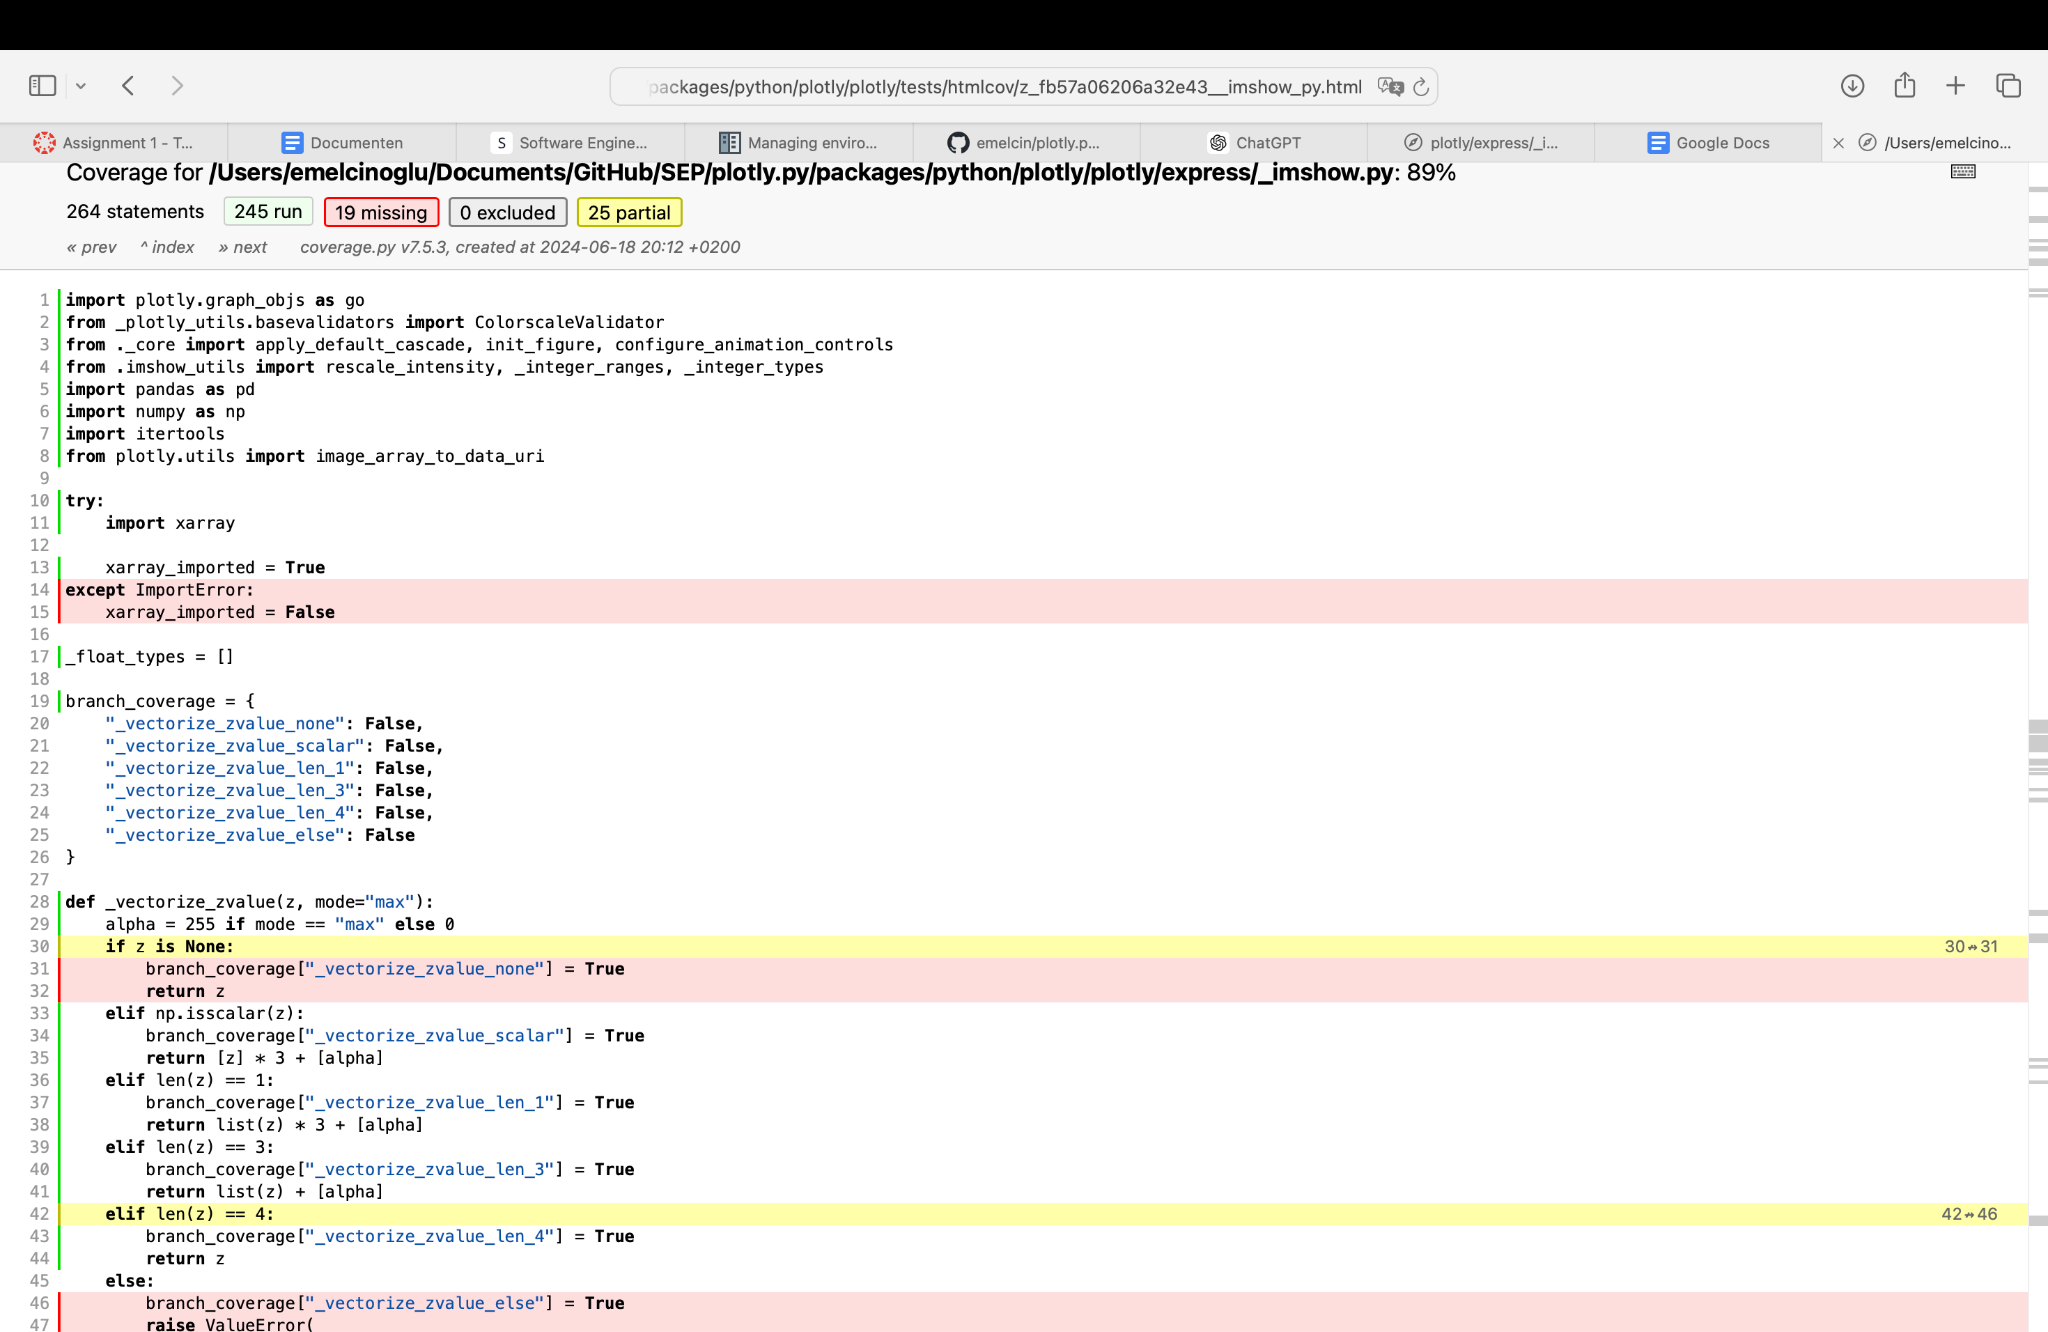 packages/python/plotly/plotly/tests/htmlcov/z_fb57a06206a32e43__imshow_py.html
Assignment 1 - T...
Documenten
S Software Engine...
Managing enviro...
emelcin/plotly.p...
ChatGPT
plotly/express/_i...
Google Docs
/Users/emelcino...
Coverage for /Users/emelcinoglu/Documents/GitHub/SEP/plotly.py/packages/python/plotly/plotly/express/_imshow.py: 89%
264 statements 245 run 19 missing 0 excluded 25 partial
« prev ^ index » next coverage.py v7.5.3, created at 2024-06-18 20:12 +0200
1 import plotly.graph_objs as go
2 from _plotly_utils.basevalidators import ColorscaleValidator
3 from ._core import apply_default_cascade, init_figure, configure_animation_controls
4 from .imshow_utils import rescale_intensity, _integer_ranges, _integer_types
5 import pandas as pd
6 import numpy as np
7 import itertools
8 from plotly.utils import image_array_to_data_uri
9
10 try:
11     import xarray
12
13     xarray_imported = True
14 except ImportError:
15     xarray_imported = False
16
17 _float_types = []
18
19 branch_coverage = {
20     "_vectorize_zvalue_none": False,
21     "_vectorize_zvalue_scalar": False,
22     "_vectorize_zvalue_len_1": False,
23     "_vectorize_zvalue_len_3": False,
24     "_vectorize_zvalue_len_4": False,
25     "_vectorize_zvalue_else": False
26 }
27
28 def _vectorize_zvalue(z, mode="max"):
29     alpha = 255 if mode == "max" else 0
30     if z is None: 30↛31
31         branch_coverage["_vectorize_zvalue_none"] = True
32         return z
33     elif np.isscalar(z):
34         branch_coverage["_vectorize_zvalue_scalar"] = True
35         return [z] * 3 + [alpha]
36     elif len(z) == 1:
37         branch_coverage["_vectorize_zvalue_len_1"] = True
38         return list(z) * 3 + [alpha]
39     elif len(z) == 3:
40         branch_coverage["_vectorize_zvalue_len_3"] = True
41         return list(z) + [alpha]
42     elif len(z) == 4: 42↛46
43         branch_coverage["_vectorize_zvalue_len_4"] = True
44         return z
45     else:
46         branch_coverage["_vectorize_zvalue_else"] = True
47         raise ValueError(